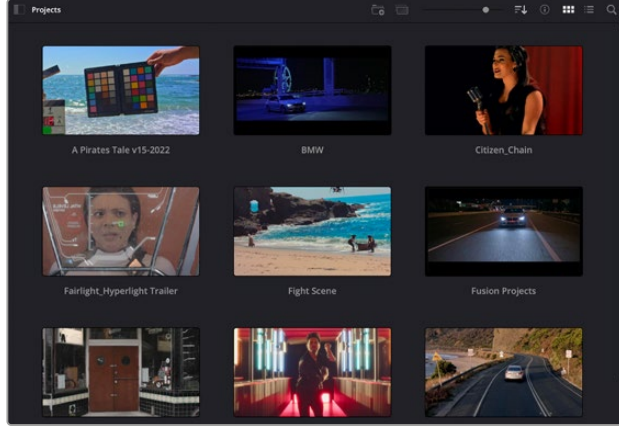 Projects
A Pirates Tale v15-2022
BMW
Citizen_Chain
Fairlight_Hyperlight Trailer
Fight Scene
Fusion Projects